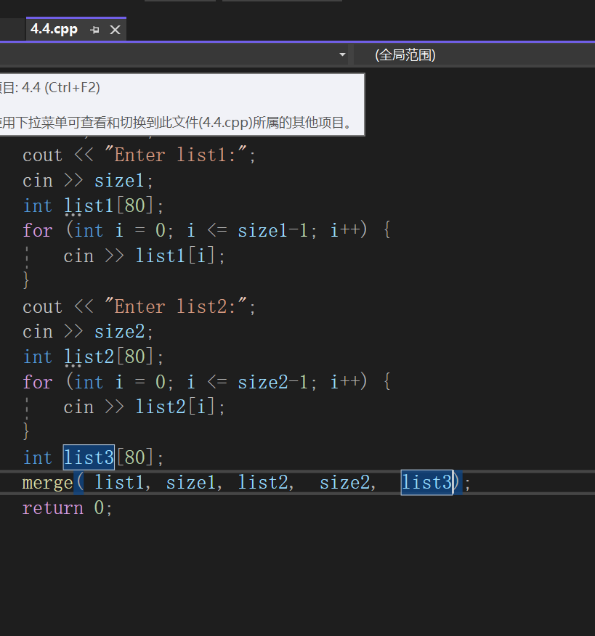 4.4.cpp
(全局范围)
项目: 4.4 (Ctrl+F2)
使用下拉菜单可查看和切换到此文件(4.4.cpp)所属的其他项目。
cout << "Enter list1:";
cin >> size1;
int list1[80];
for (int i = 0; i <= size1-1; i++) {
cin >> list1[i];
}
cout << "Enter list2:";
cin >> size2;
int list2[80];
for (int i = 0; i <= size2-1; i++) {
cin >> list2[i];
}
int list3[80];
merge( list1, size1, list2,  size2,  list3);
return 0;